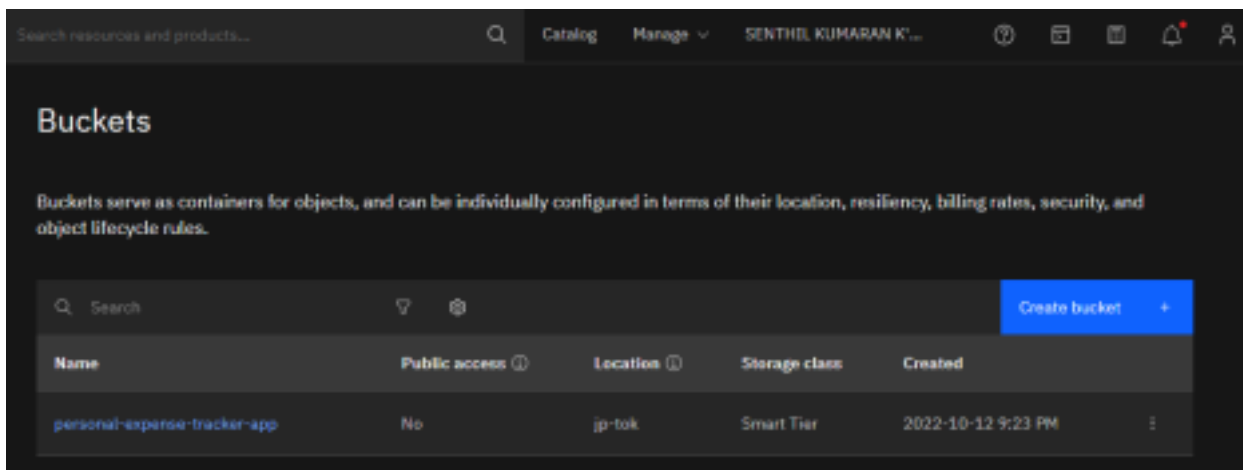 Search resources and products...
Catalog
Manage
SENTHIL KUMARAN K'...
Buckets
Buckets serve as containers for objects, and can be individually configured in terms of their location, resiliency, billing rates, security, and
object lifecycle rules.
Search
Create bucket +
Name
Public access
Location
Storage class
Created
personal-expense-tracker-app
No
jp-tok
Smart Tier
2022-10-12 9:23 PM